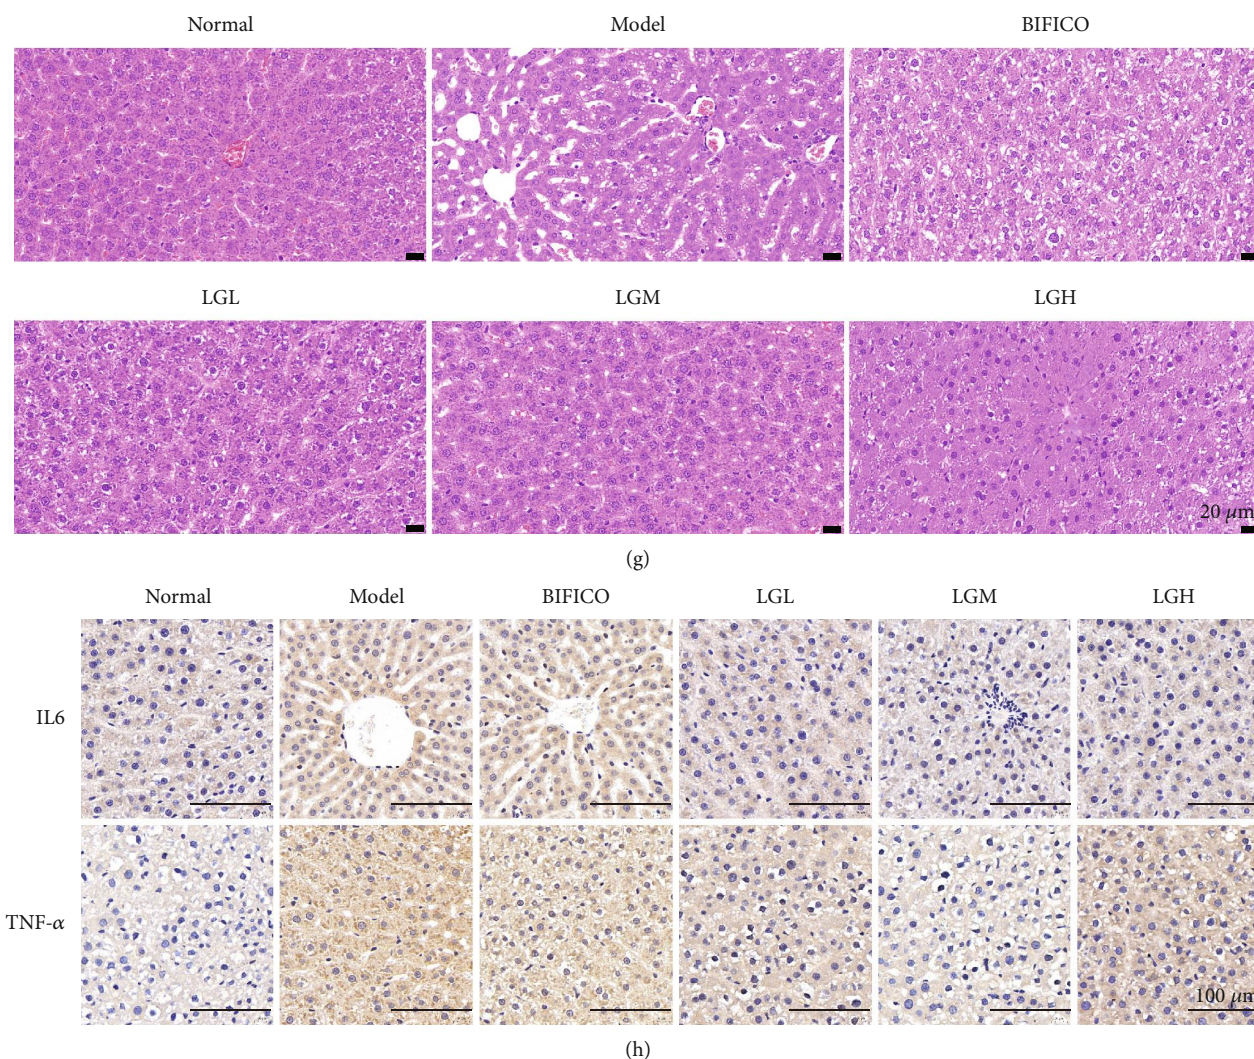 Normal Model BIFICO
LGL LGM LGH
20 μm
(g)
Normal Model BIFICO LGL LGM LGH
IL6
TNF-α
100 μm
(h)